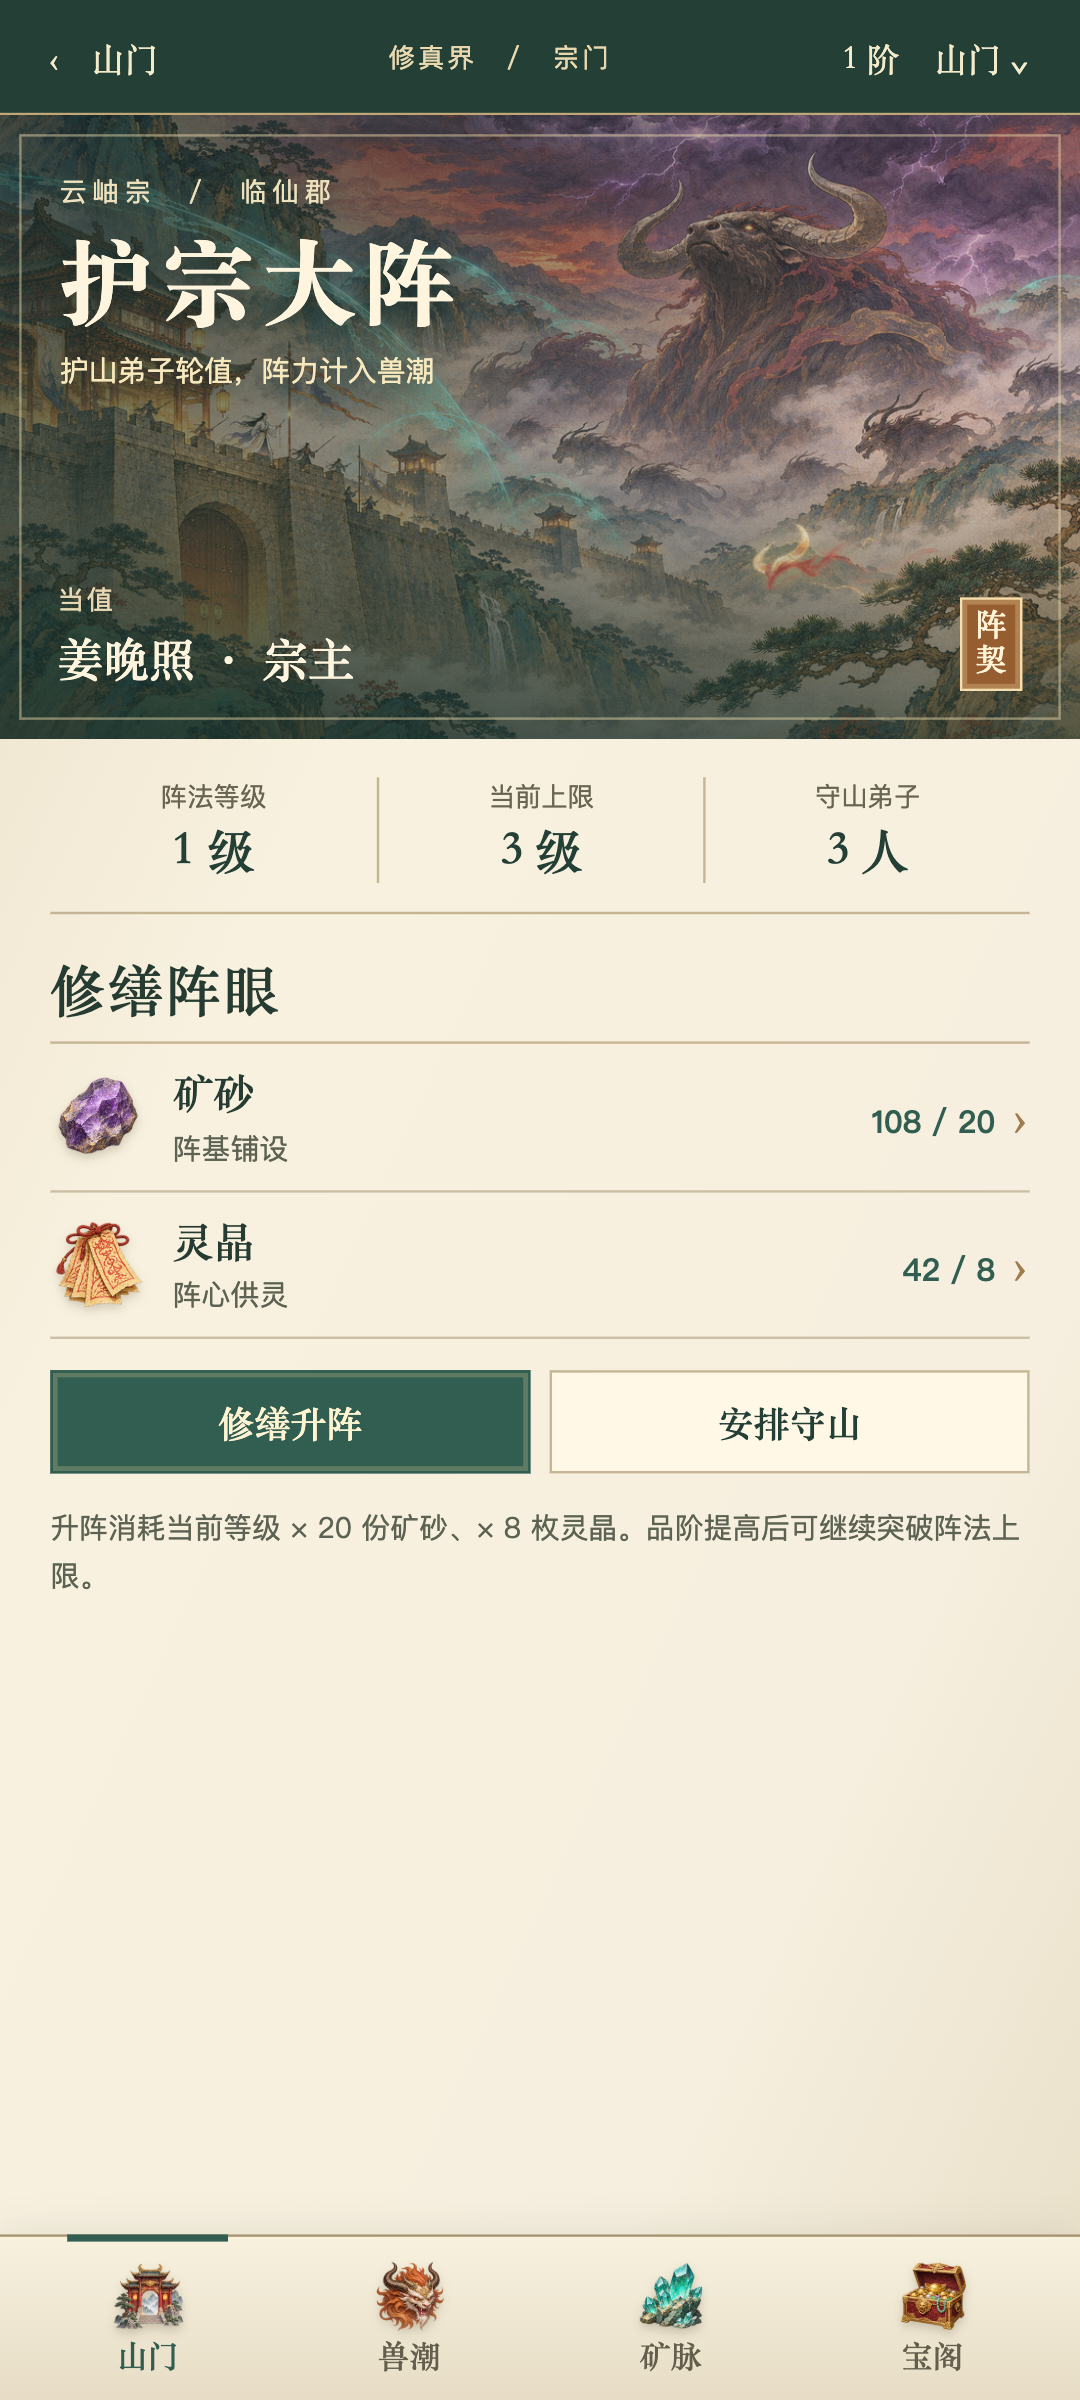 ‹ 山门 修真界 / 宗门 1 阶 山门
云岫宗 / 临仙郡
护宗大阵
护山弟子轮值，阵力计入兽潮
当值
姜晚照 · 宗主
阵契
阵法等级 当前上限 守山弟子
1 级 3 级 3 人
修缮阵眼
矿砂
阵基铺设
108 / 20 ›
灵晶
阵心供灵
42 / 8 ›
修缮升阵 安排守山
升阵消耗当前等级 × 20 份矿砂、× 8 枚灵晶。品阶提高后可继续突破阵法上
限。
山门 兽潮 矿脉 宝阁